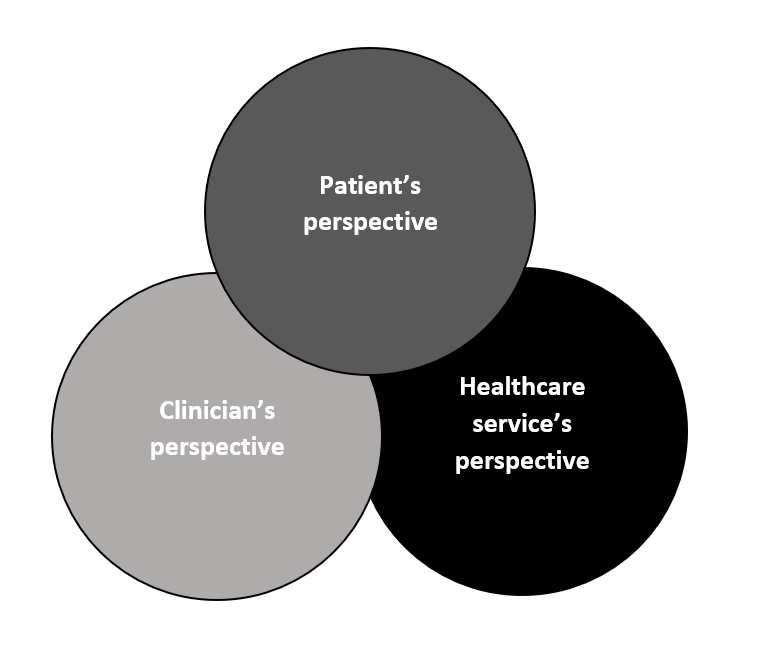 Patient’s
perspective
Clinician’s
perspective
Healthcare
service’s
perspective